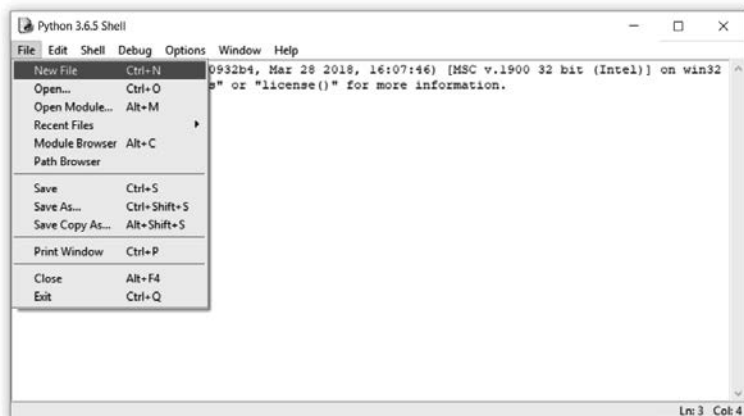 Python 3.6.5 Shell
File Edit Shell Debug Options Window Help
New File Ctrl+N
Open... Ctrl+O
Open Module... Alt+M
Recent Files
Module Browser Alt+C
Path Browser
Save Ctrl+S
Save As... Ctrl+Shift+S
Save Copy As... Alt+Shift+S
Print Window Ctrl+P
Close Alt+F4
Exit Ctrl+Q
0932b4, Mar 28 2018, 16:07:46) [MSC v.1900 32 bit (Intel)] on win32
s" or "license()" for more information.
Ln: 3 Col: 4